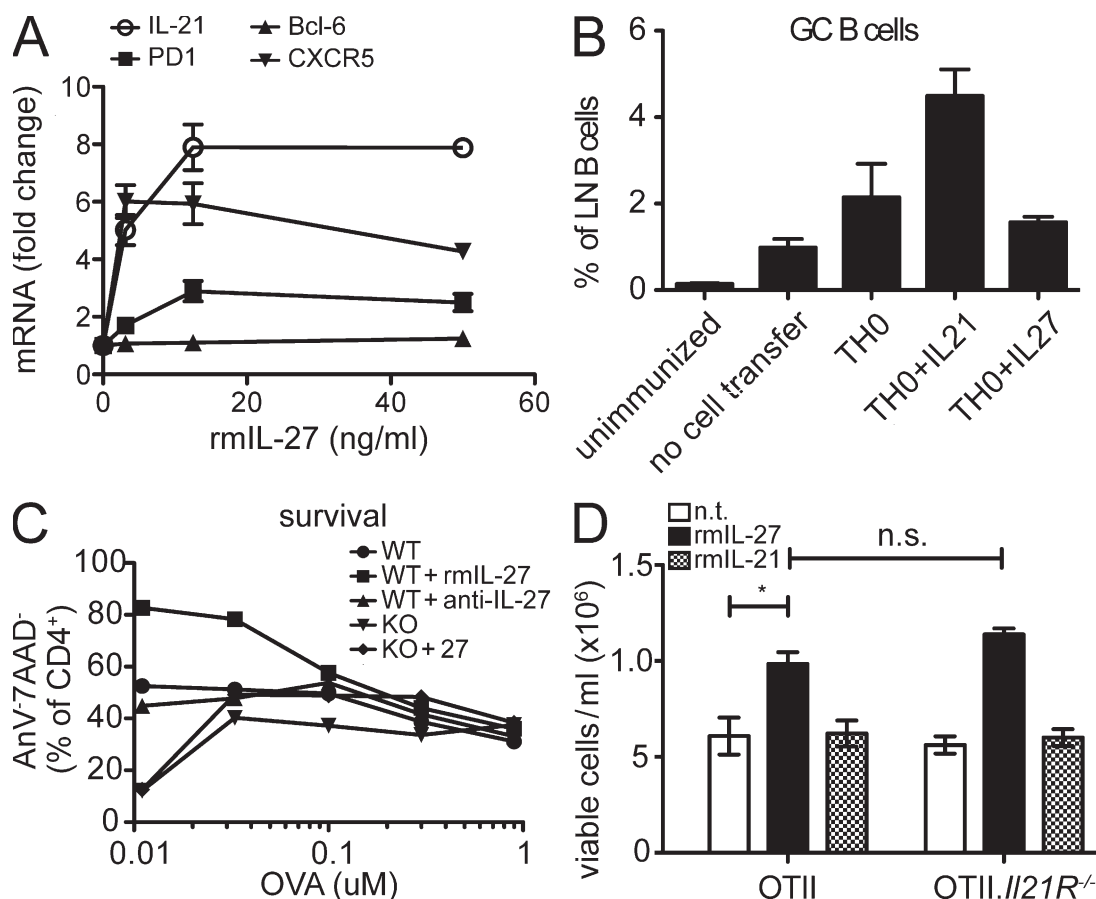 A
IL-21
Bcl-6
PD1
CXCR5
mRNA (fold change)
10
8
6
4
2
0
0
20
40
60
rmIL-27 (ng/ml)
B
GC B cells
% of LN B cells
6
4
2
0
unimmunized
no cell transfer
TH0
TH0+IL21
TH0+IL27
C
survival
WT
WT + rmIL-27
WT + anti-IL-27
KO
KO + 27
AnV-7AAD-
(% of CD4+)
100
80
60
40
20
0
0.01
0.1
1
OVA (uM)
D
n.t.
rmIL-27
rmIL-21
n.s.
*
viable cells/ml (x10⁶)
1.5
1.0
5
0
OTII
OTII.Il21R-/-